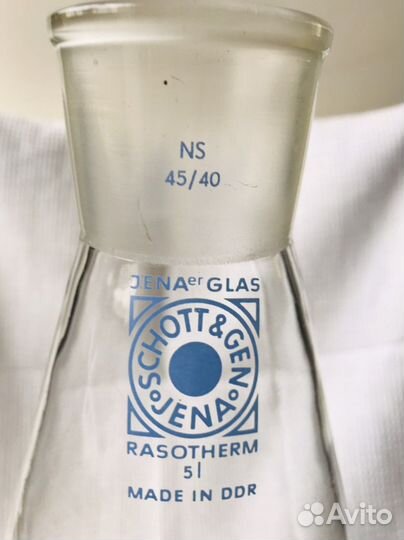 NS
45/40
JENAer GLAS
SCHOTT & GEN
JENA
RASOTHERM
5l
MADE IN DDR
Avito